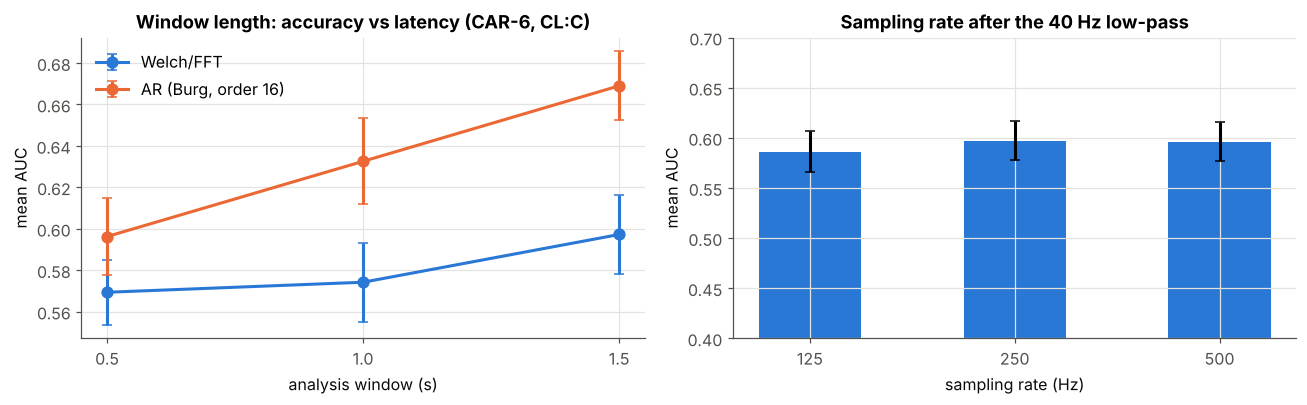 Window length: accuracy vs latency (CAR-6, CL:C)
Welch/FFT
AR (Burg, order 16)
mean AUC
0.68
0.66
0.64
0.62
0.60
0.58
0.56
0.5
1.0
1.5
analysis window (s)
Sampling rate after the 40 Hz low-pass
mean AUC
0.70
0.65
0.60
0.55
0.50
0.45
0.40
125
250
500
sampling rate (Hz)